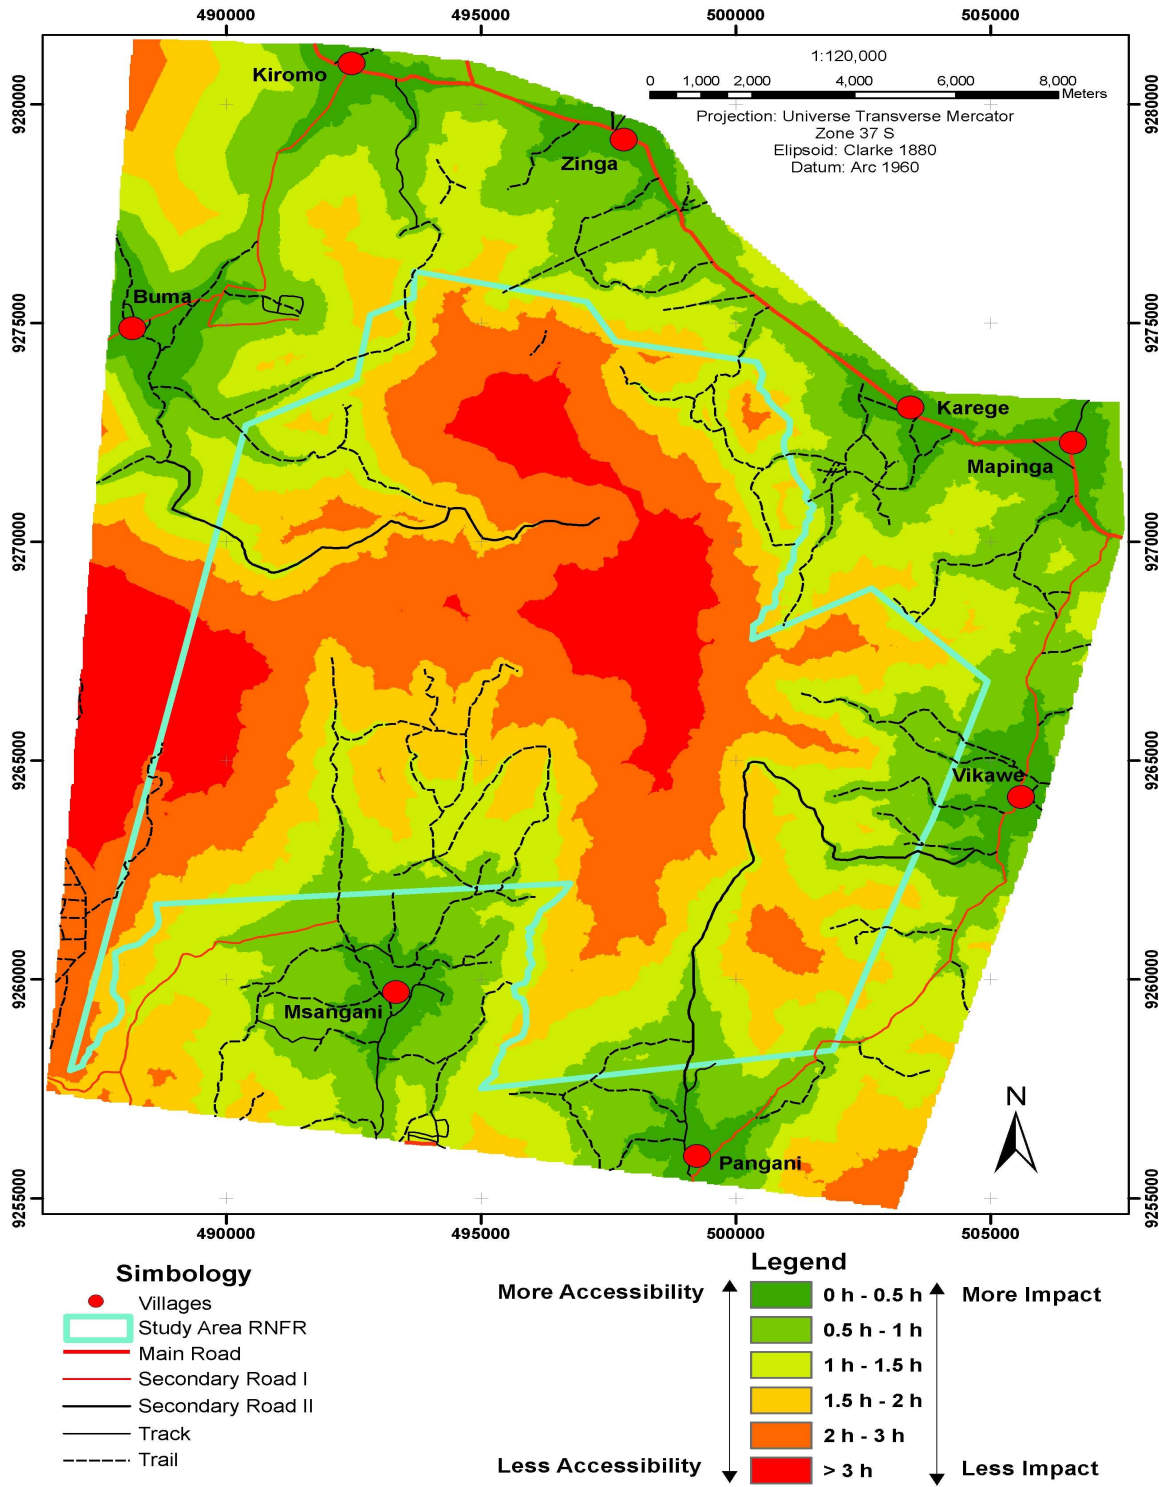 490000
495000
500000
505000
1:120,000
0
1,000
2,000
4,000
6,000
8,000
Meters
Projection: Universe Transverse Mercator
Zone 37 S
Elipsoid: Clarke 1880
Datum: Arc 1960
9280000
9280000
Kiromo
Zinga
Buma
9275000
9275000
Karege
Mapinga
9270000
9270000
9265000
9265000
Vikawe
9260000
9260000
Msangani
N
Pangani
9255000
9255000
490000
495000
500000
505000
Simbology
Villages
Study Area RNFR
Main Road
Secondary Road I
Secondary Road II
Track
Trail
Legend
More Accessibility
Less Accessibility
0 h - 0.5 h
0.5 h - 1 h
1 h - 1.5 h
1.5 h - 2 h
2 h - 3 h
> 3 h
More Impact
Less Impact